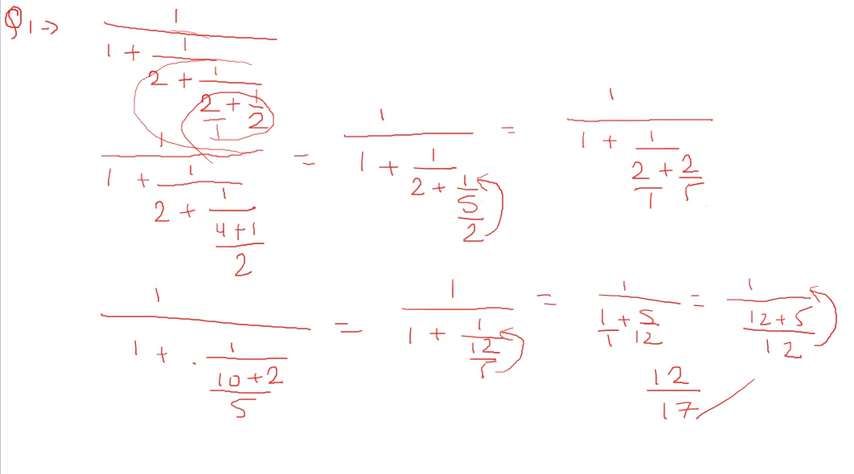 Q1→
1
1 + 1
2 + 1
2/1 + 1/2
1
1 + 1
2 + 1
4+1
2
=
1
1 + 1
2 + 1
5
2
=
1
1 + 1
2/1 + 2/5
1
1 + . 1
10+2
5
=
1
1 + 1
12
5
=
1
1/1 + 5/12
=
1
12+5
12
12
17